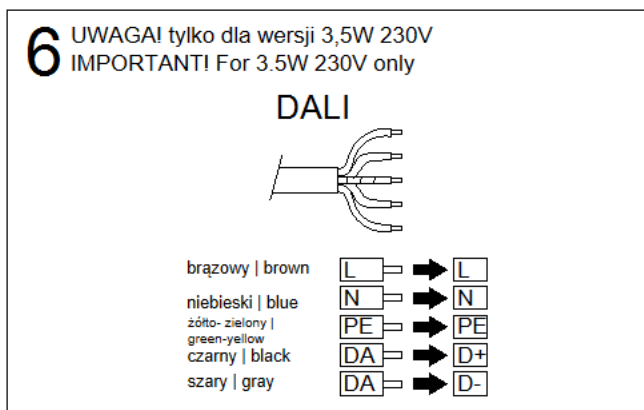 6 UWAGA! tylko dla wersji 3,5W 230V
IMPORTANT! For 3.5W 230V only
DALI
brązowy | brown L L
niebieski | blue N N
żółto- zielony |
green-yellow PE PE
czarny | black DA D+
szary | gray DA D-